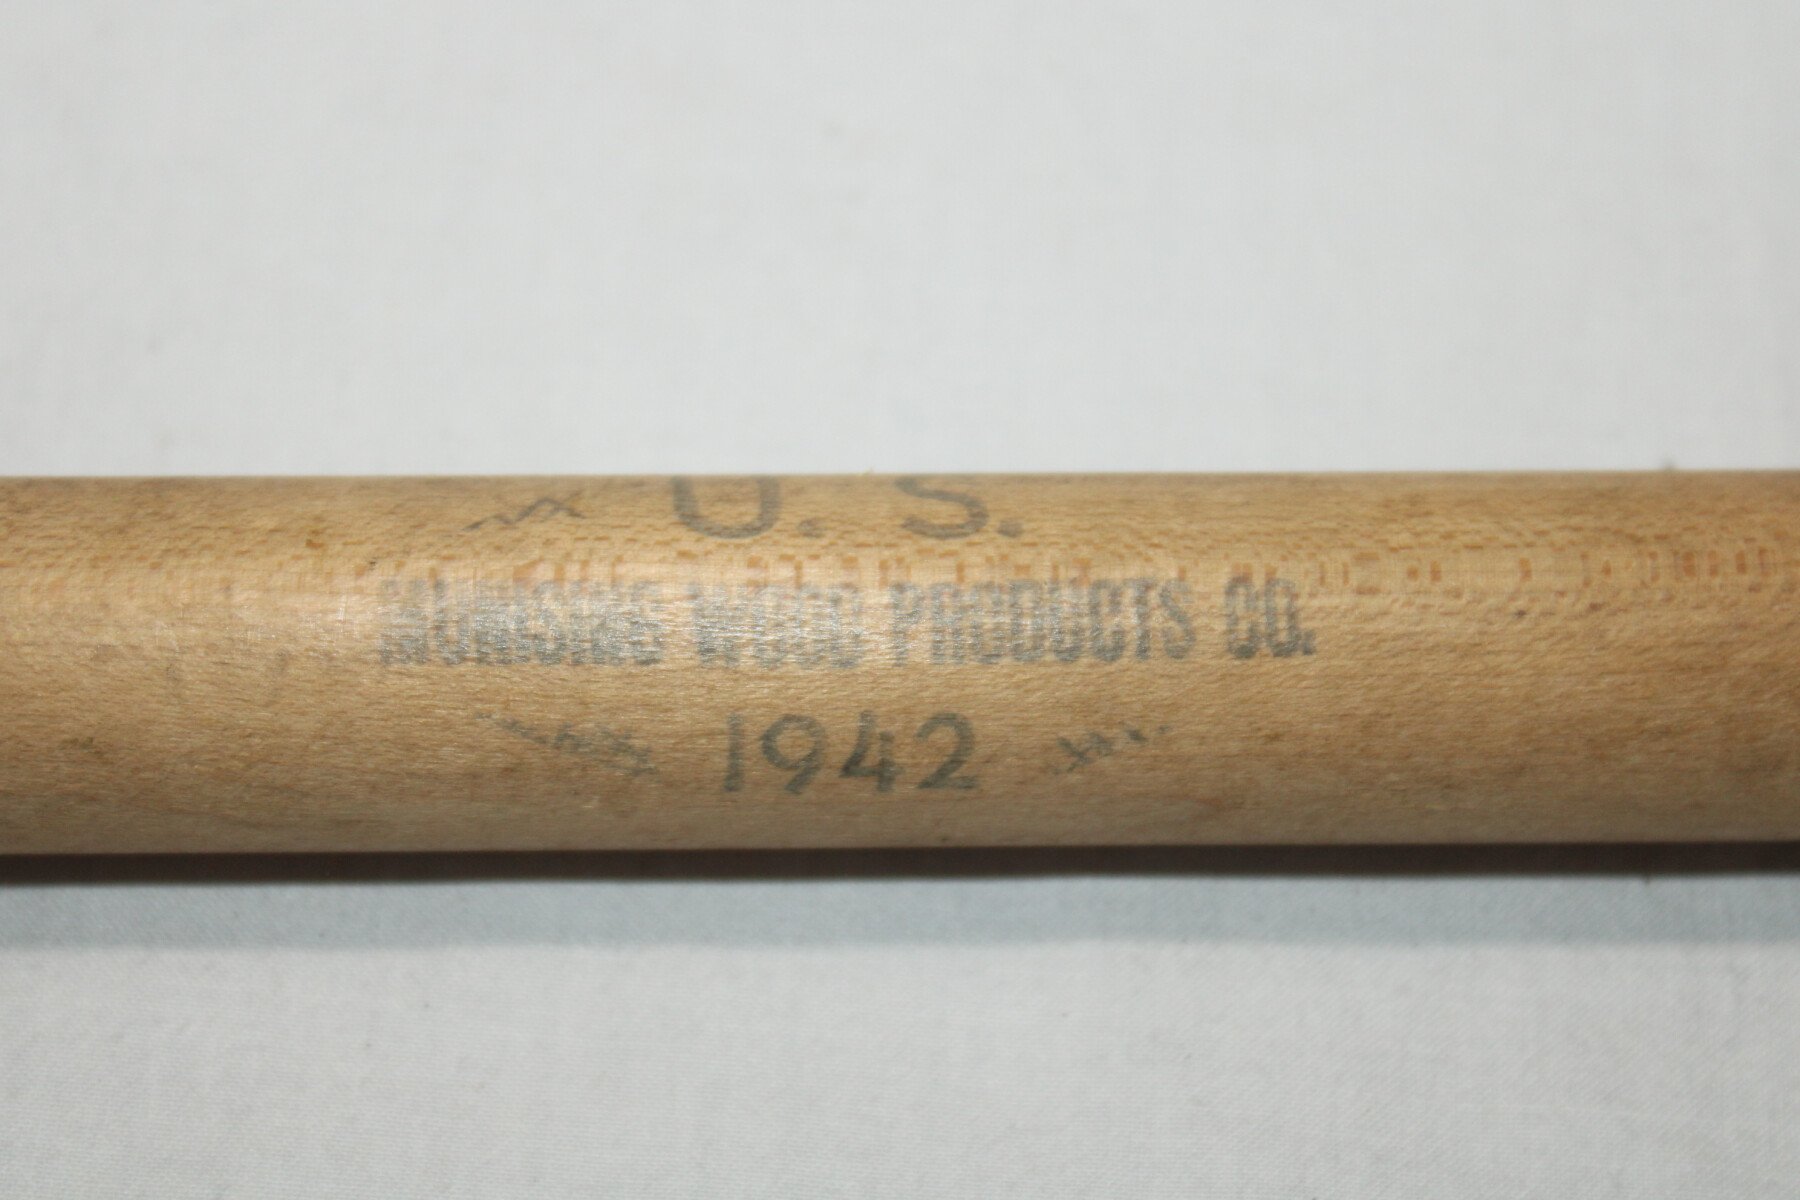 U. S.
MUNISING WOOD PRODUCTS CO.
1942